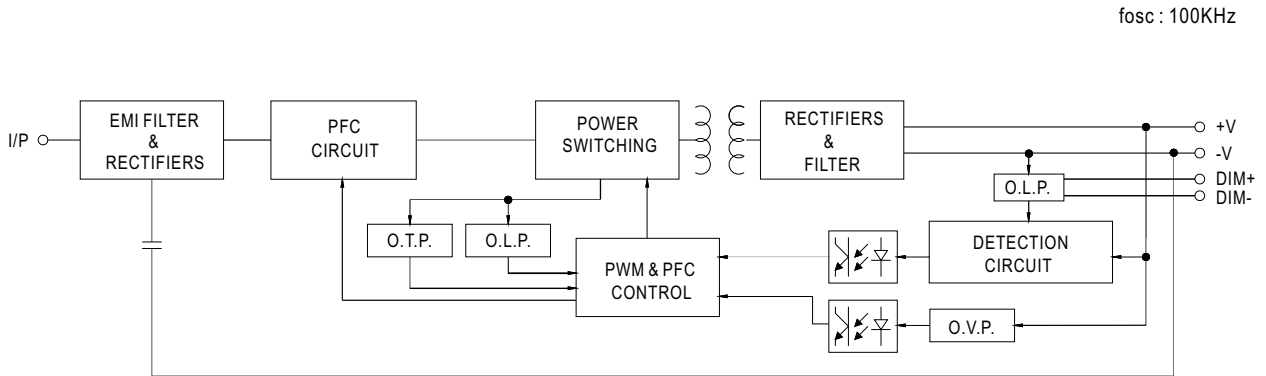 fosc : 100KHz
I/P
EMI FILTER
&
RECTIFIERS
PFC
CIRCUIT
POWER
SWITCHING
RECTIFIERS
&
FILTER
+V
-V
DIM+
DIM-
O.L.P.
O.T.P.
O.L.P.
PWM & PFC
CONTROL
DETECTION
CIRCUIT
O.V.P.